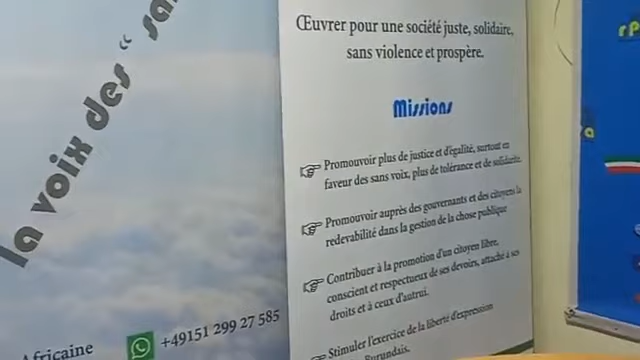 la voix des “ sa
Africaine
+49151 299 27 585
Œuvrer pour une société juste, solidaire,
sans violence et prospère.
Missions
Promouvoir plus de justice et d'égalité, surtout en
faveur des sans voix, plus de tolérance et de solidarité.
Promouvoir auprès des gouvernants et des citoyens la
redevabilité dans la gestion de la chose publique
Contribuer à la promotion d'un citoyen libre,
conscient et respectueux de ses devoirs, attaché à ses
droits et à ceux d'autrui.
Stimuler l'exercice de la liberté d'expression
Burundais.
rP
a